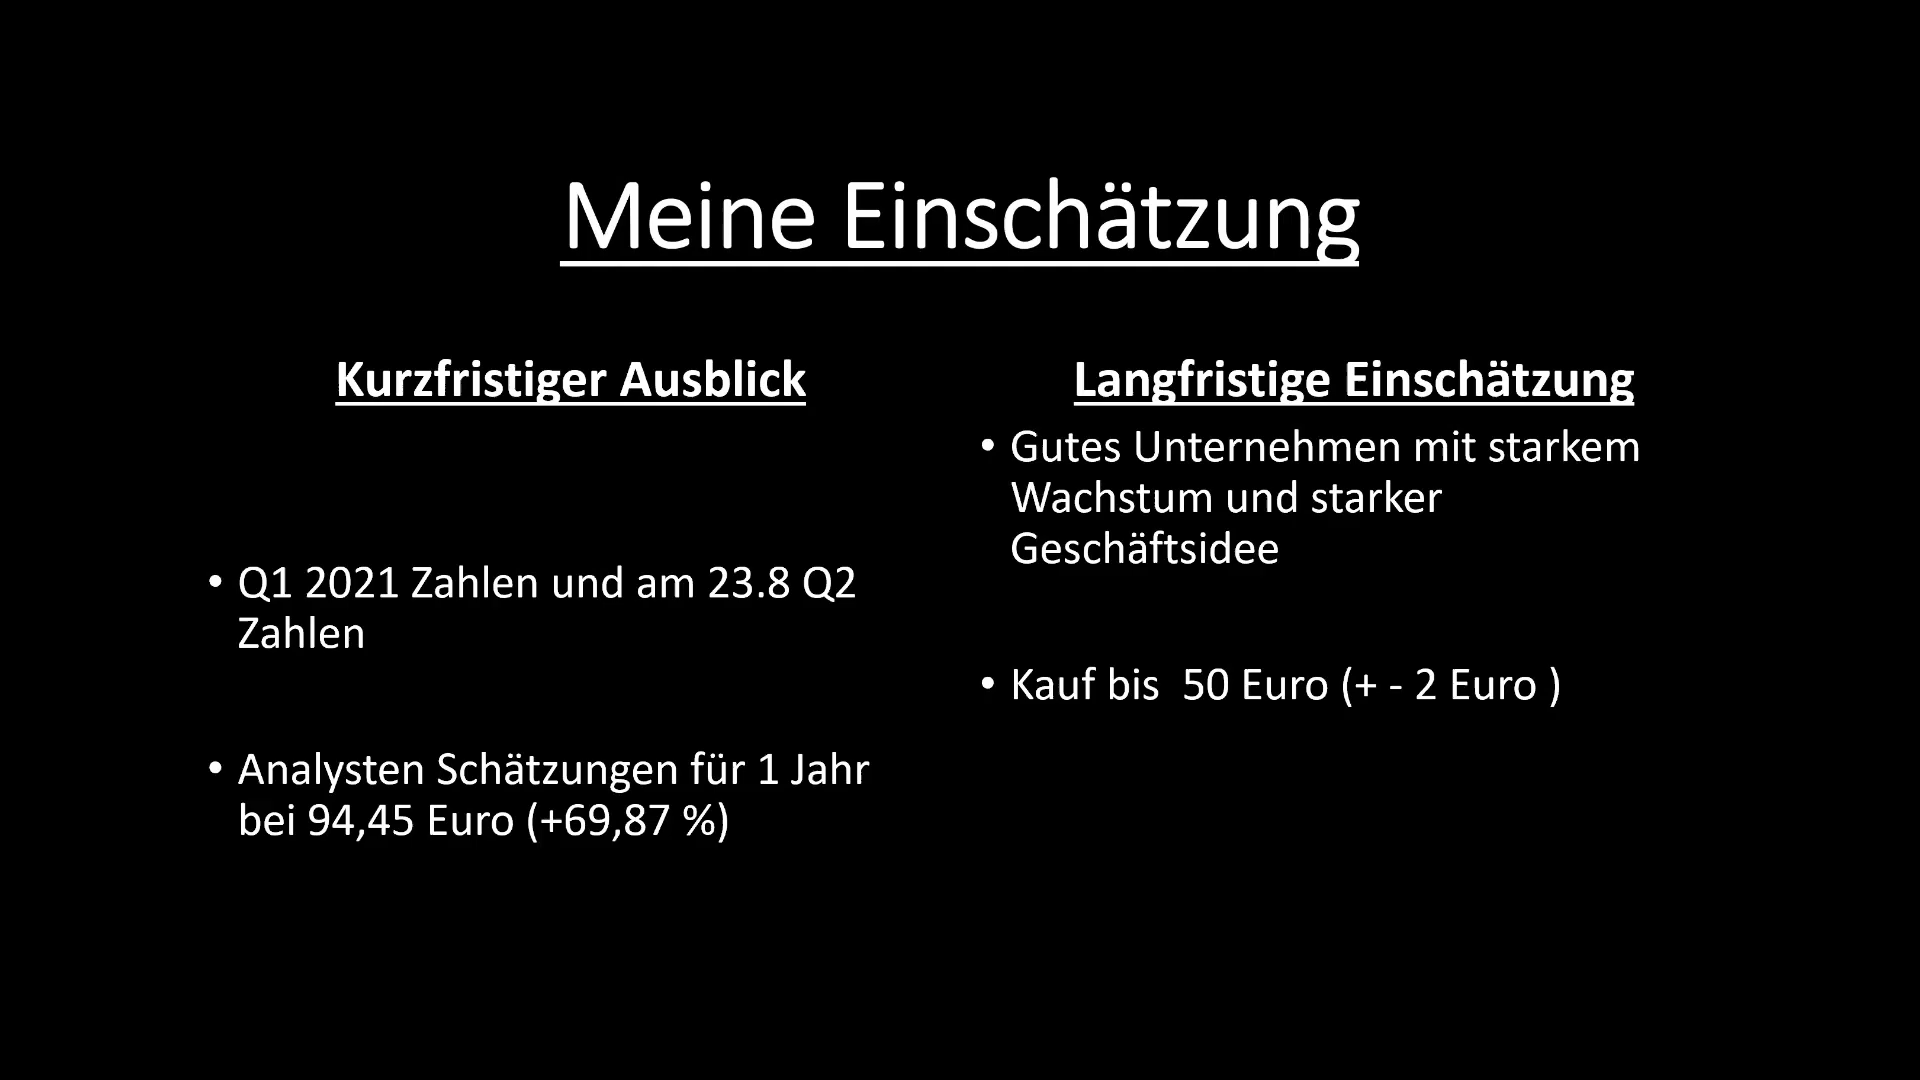 Meine Einschätzung
Kurzfristiger Ausblick
• Q1 2021 Zahlen und am 23.8 Q2
Zahlen
• Analysten Schätzungen für 1 Jahr
bei 94,45 Euro (+69,87 %)
Langfristige Einschätzung
• Gutes Unternehmen mit starkem
Wachstum und starker
Geschäftsidee
• Kauf bis  50 Euro (+ - 2 Euro )